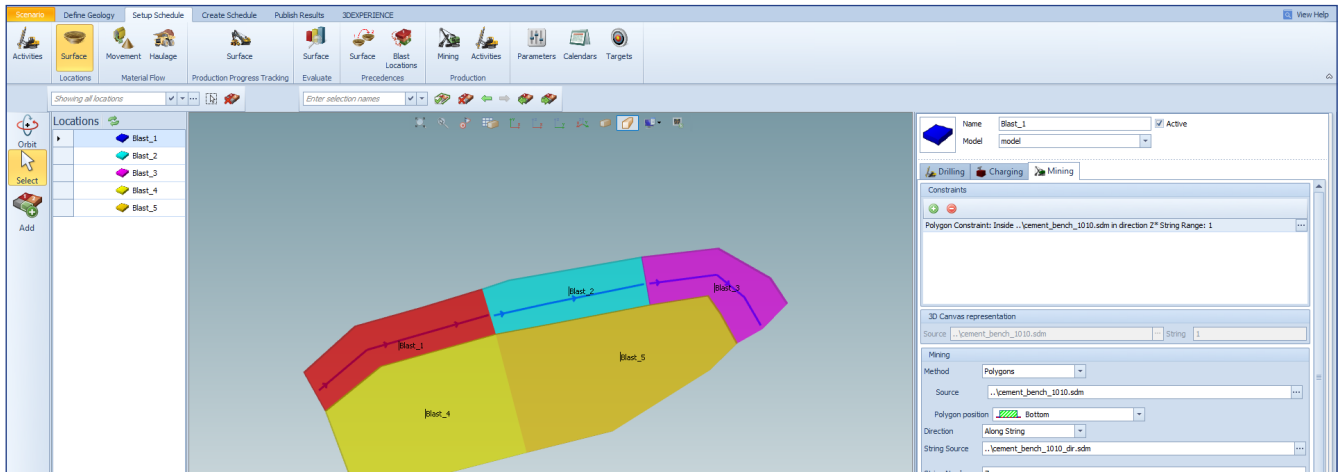 Scenario Define Geology Setup Schedule Create Schedule Publish Results 3DEXPERIENCE View Help
Activities Surface Movement Haulage Surface Surface Surface Blast Locations Mining Activities Parameters Calendars Targets
Locations Material Flow Production Progress Tracking Evaluate Precedences Production
Showing all locations Enter selection names
Orbit
Select
Add
Locations
Blast_1
Blast_2
Blast_3
Blast_4
Blast_5
Blast_1
Blast_2
Blast_3
Blast_4
Blast_5
Name Blast_1 Active
Model model
Drilling Charging Mining
Constraints
Polygon Constraint: Inside ..\cement_bench_1010.sdm in direction Z* String Range: 1
3D Canvas representation
Source ..\cement_bench_1010.sdm String 1
Mining
Method Polygons
Source ..\cement_bench_1010.sdm
Polygon position Bottom
Direction Along String
String Source ..\cement_bench_1010_dir.sdm